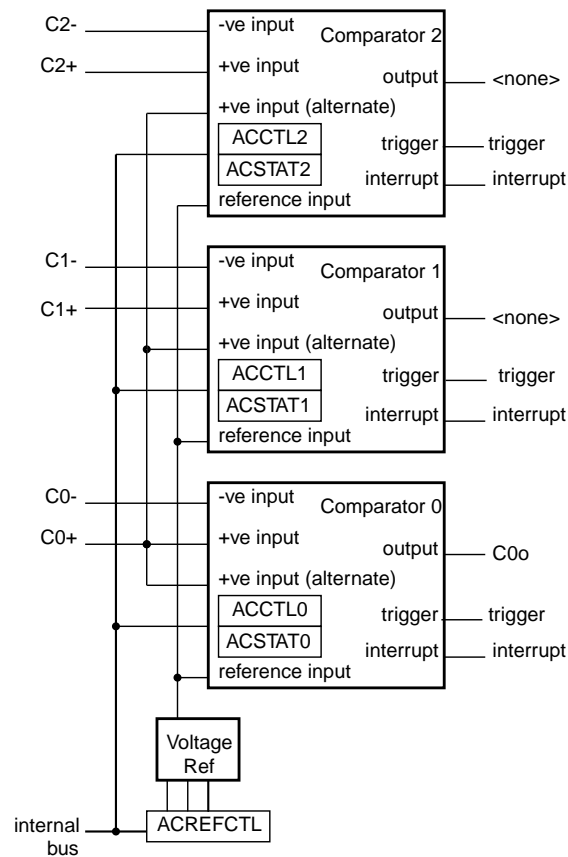 C2-
-ve input
Comparator 2
C2+
+ve input
output
<none>
+ve input (alternate)
ACCTL2
trigger
trigger
ACSTAT2
interrupt
interrupt
reference input
C1-
-ve input
Comparator 1
C1+
+ve input
output
<none>
+ve input (alternate)
ACCTL1
trigger
trigger
ACSTAT1
interrupt
interrupt
reference input
C0-
-ve input
Comparator 0
C0+
+ve input
output
C0o
+ve input (alternate)
ACCTL0
trigger
trigger
ACSTAT0
interrupt
interrupt
reference input
Voltage
Ref
internal
bus
ACREFCTL